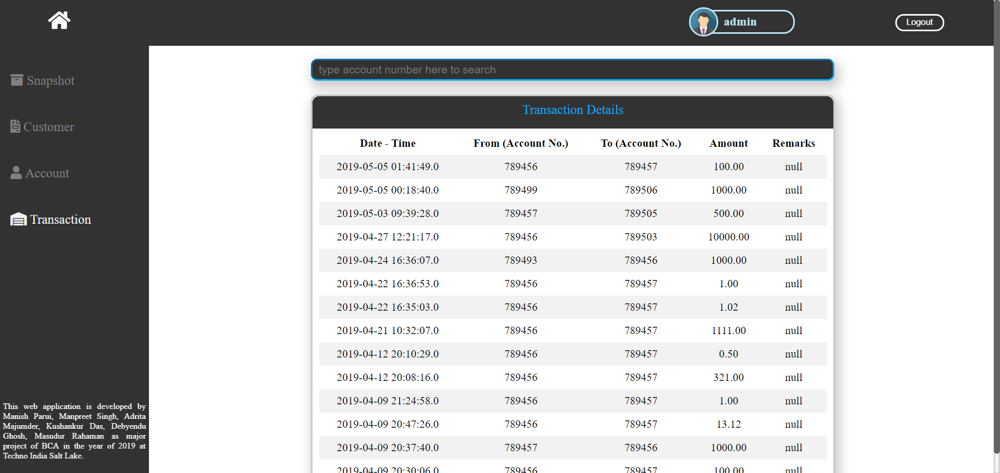 admin
Logout
Snapshot
Customer
Account
Transaction
This web application is developed by
Manish Parui, Manpreet Singh, Adrita
Majumder, Kushankur Das, Debyendu
Ghosh, Masudur Rahaman as major
project of BCA in the year of 2019 at
Techno India Salt Lake.
type account number here to search
Transaction Details
Date - Time From (Account No.) To (Account No.) Amount Remarks
2019-05-05 01:41:49.0 789456 789457 100.00 null
2019-05-05 00:18:40.0 789499 789506 1000.00 null
2019-05-03 09:39:28.0 789457 789505 500.00 null
2019-04-27 12:21:17.0 789456 789503 10000.00 null
2019-04-24 16:36:07.0 789493 789456 1000.00 null
2019-04-22 16:36:53.0 789456 789457 1.00 null
2019-04-22 16:35:03.0 789456 789457 1.02 null
2019-04-21 10:32:07.0 789456 789457 1111.00 null
2019-04-12 20:10:29.0 789456 789457 0.50 null
2019-04-12 20:08:16.0 789456 789457 321.00 null
2019-04-09 21:24:58.0 789456 789457 1.00 null
2019-04-09 20:47:26.0 789456 789457 13.12 null
2019-04-09 20:37:40.0 789457 789456 1000.00 null
2019-04-09 20:30:06.0 789456 789457 100.00 null